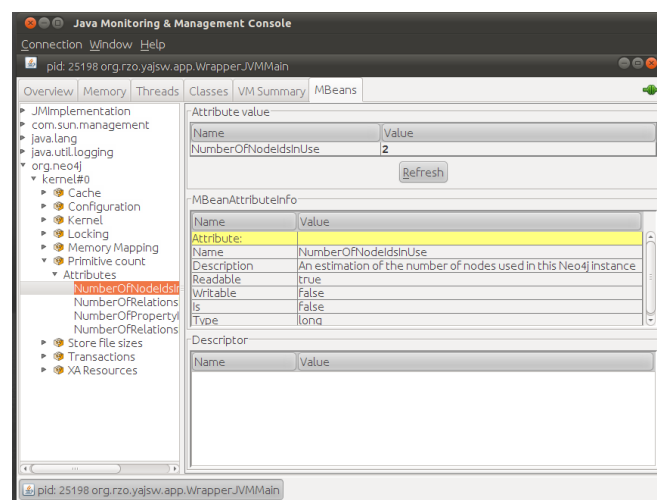 Java Monitoring & Management Console
Connection Window Help
pid: 25198 org.rzo.yajsw.app.WrapperJVMMain
Overview Memory Threads Classes VM Summary MBeans
JMImplementation
com.sun.management
java.lang
java.util.logging
org.neo4j
kernel#0
Cache
Configuration
Kernel
Locking
Memory Mapping
Primitive count
Attributes
NumberOfNodeIdsIn
NumberOfRelations
NumberOfPropertyI
NumberOfRelations
Store file sizes
Transactions
XA Resources
Attribute value
Name Value
NumberOfNodeIdsInUse 2
Refresh
MBeanAttributeInfo
Name Value
Attribute:
Name NumberOfNodeIdsInUse
Description An estimation of the number of nodes used in this Neo4j instance
Readable true
Writable false
Is false
Type long
Descriptor
Name Value
pid: 25198 org.rzo.yajsw.app.WrapperJVMMain